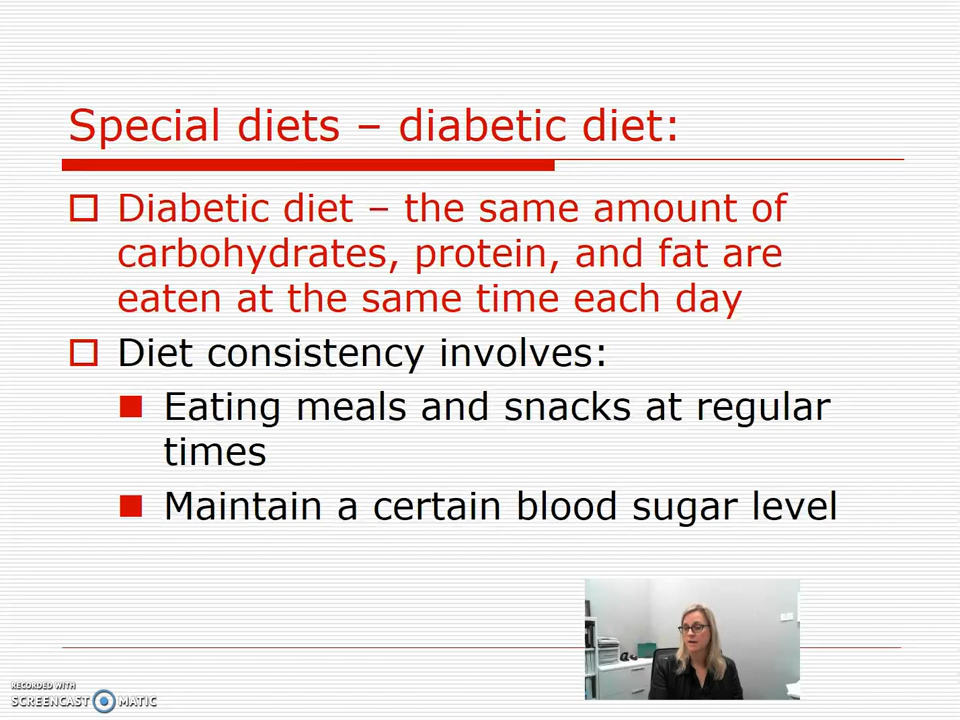 Special diets – diabetic diet:
Diabetic diet – the same amount of
carbohydrates, protein, and fat are
eaten at the same time each day
Diet consistency involves:
Eating meals and snacks at regular
times
Maintain a certain blood sugar level
RECORDED WITH
SCREENCAST MATIC